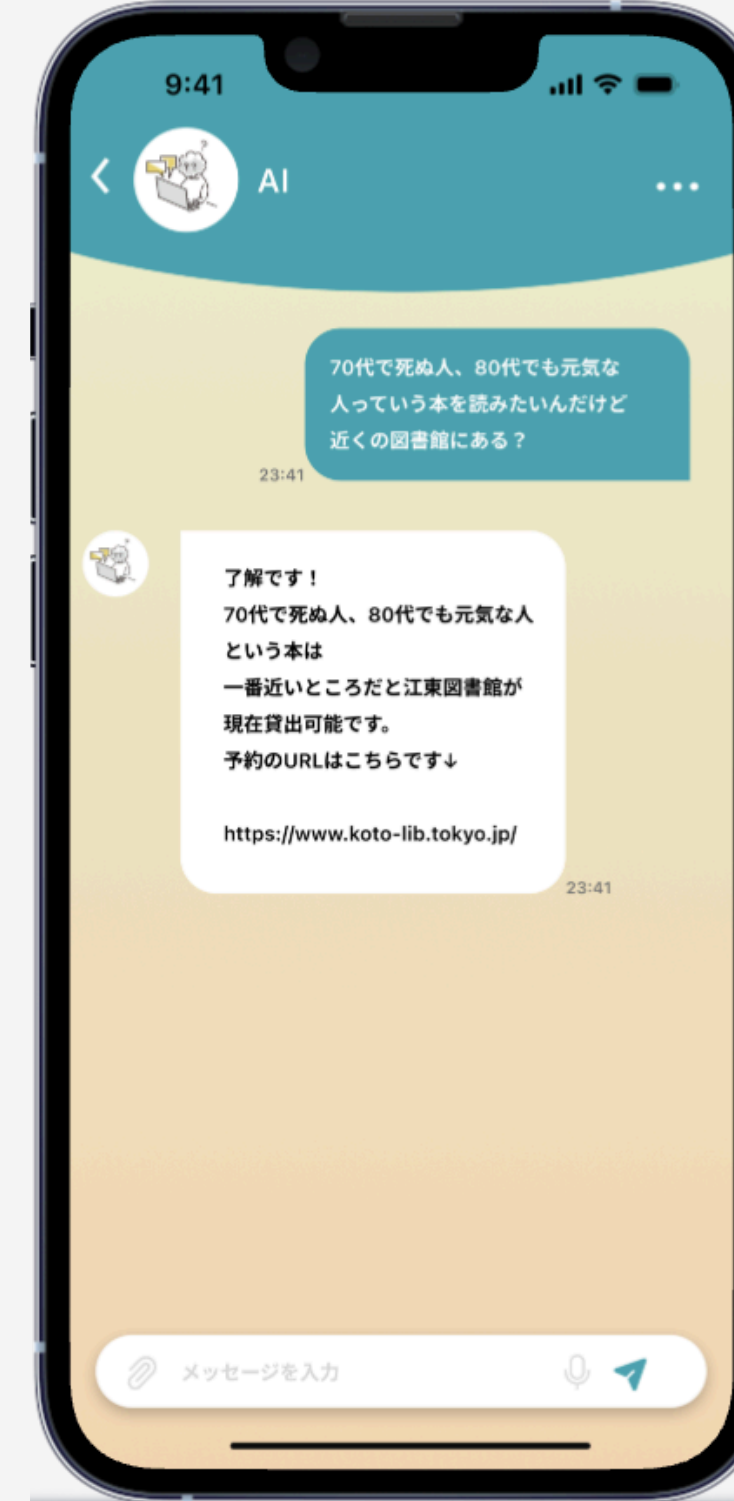 9:41
AI
70代で死ぬ人、80代でも元気な
人っていう本を読みたいんだけど
近くの図書館にある？
23:41
了解です！
70代で死ぬ人、80代でも元気な人
という本は
一番近いところだと江東図書館が
現在貸出可能です。
予約のURLはこちらです↓
https://www.koto-lib.tokyo.jp/
23:41
メッセージを入力